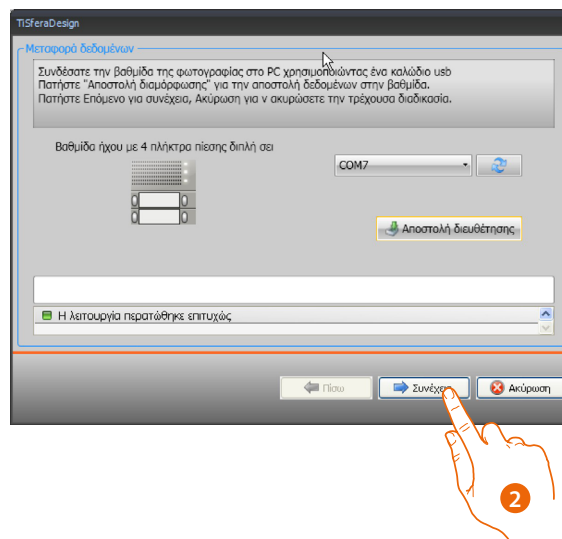 TiSferaDesign
Μεταφορά δεδομένων
Συνδέσατε την βαθμίδα της φωτογραφίας στο PC χρησιμοποιώντας ένα καλώδιο usb
Πατήστε "Αποστολή διαμόρφωσης" για την αποστολή δεδομένων στην βαθμίδα.
Πατήστε Επόμενο για συνέχεια, Ακύρωση για ν ακυρώσετε την τρέχουσα διαδικασία.
Βαθμίδα ήχου με 4 πλήκτρα πίεσης διπλή σει
COM7
Αποστολή διευθέτησης
Η λειτουργία περατώθηκε επιτυχώς
Πίσω
Ακύρωση
2